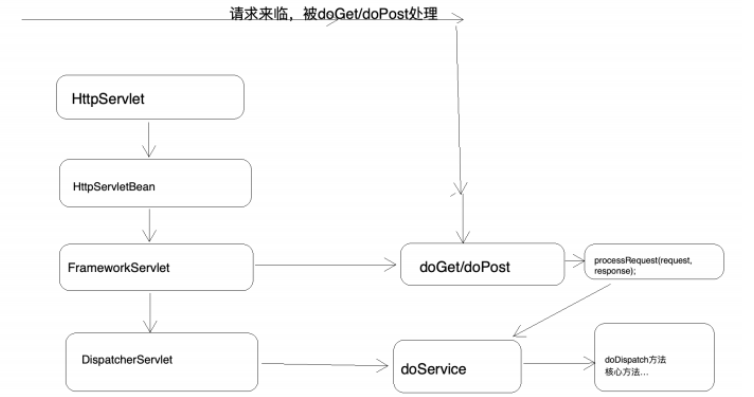 请求来临，被doGet/doPost处理
HttpServlet
HttpServletBean
FrameworkServlet
doGet/doPost
processRequest(request,
response);
DispatcherServlet
doService
doDispatch方法
核心方法...